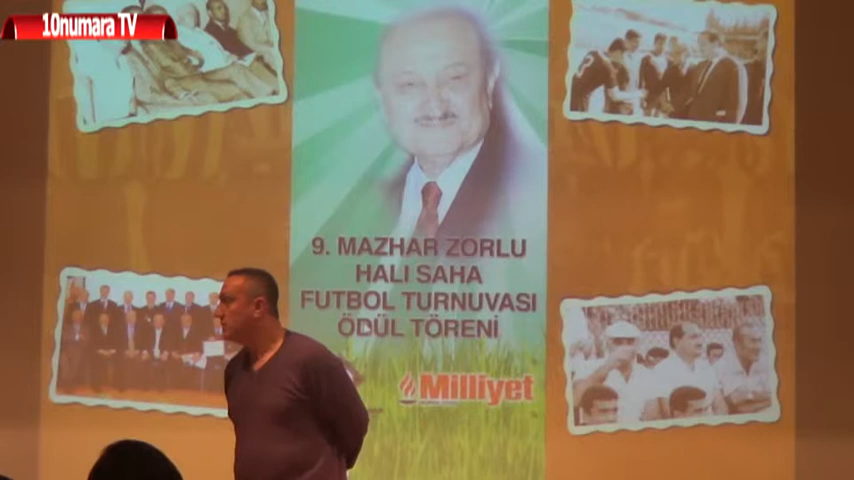 10numara TV
9. MAZHAR ZORLU
HALI SAHA
FUTBOL TURNUVASI
ÖDÜL TÖRENİ
Milliyet